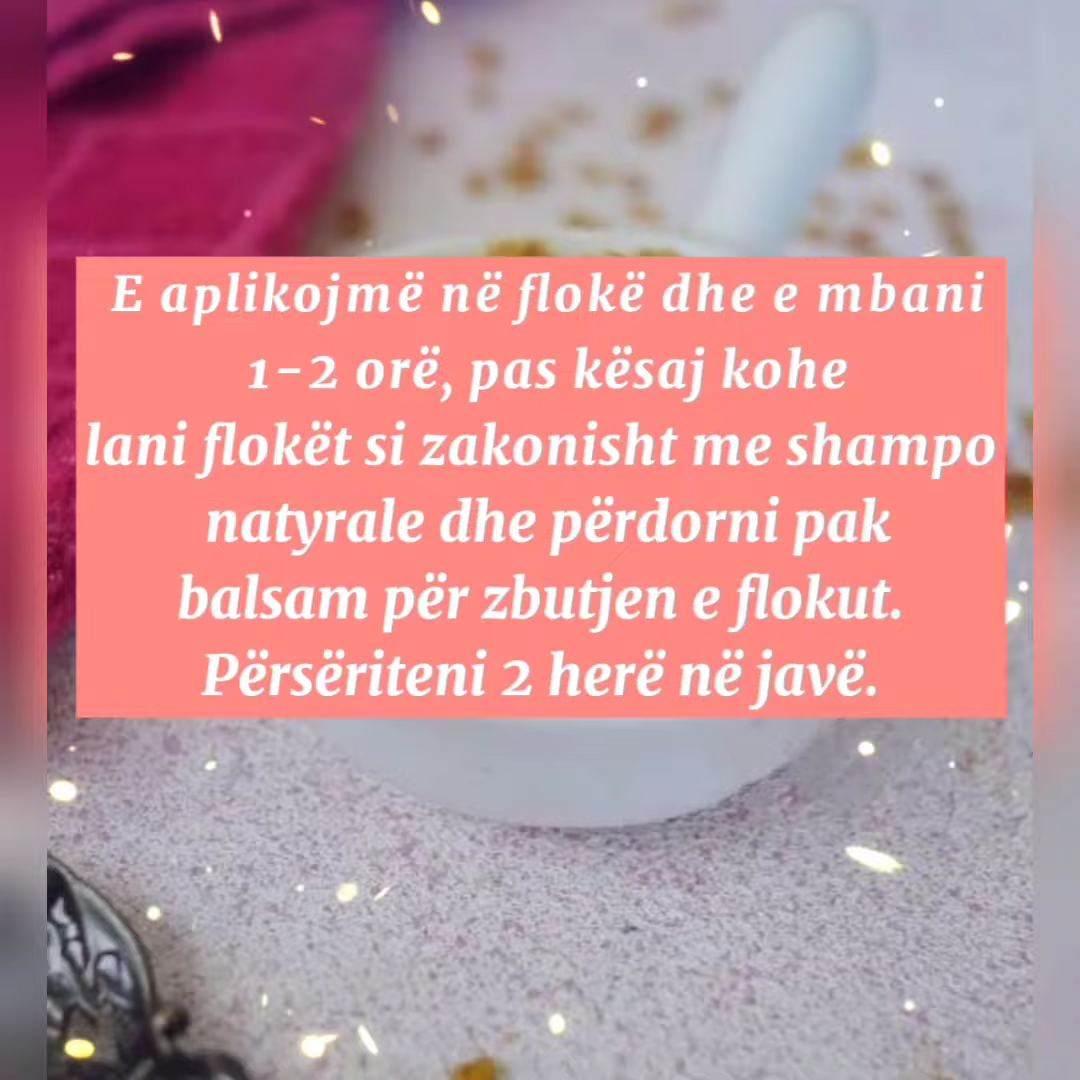 E aplikojmë në flokë dhe e mbani
1-2 orë, pas kësaj kohe
lani flokët si zakonisht me shampo
natyrale dhe përdorni pak
balsam për zbutjen e flokut.
Përsëriteni 2 herë në javë.